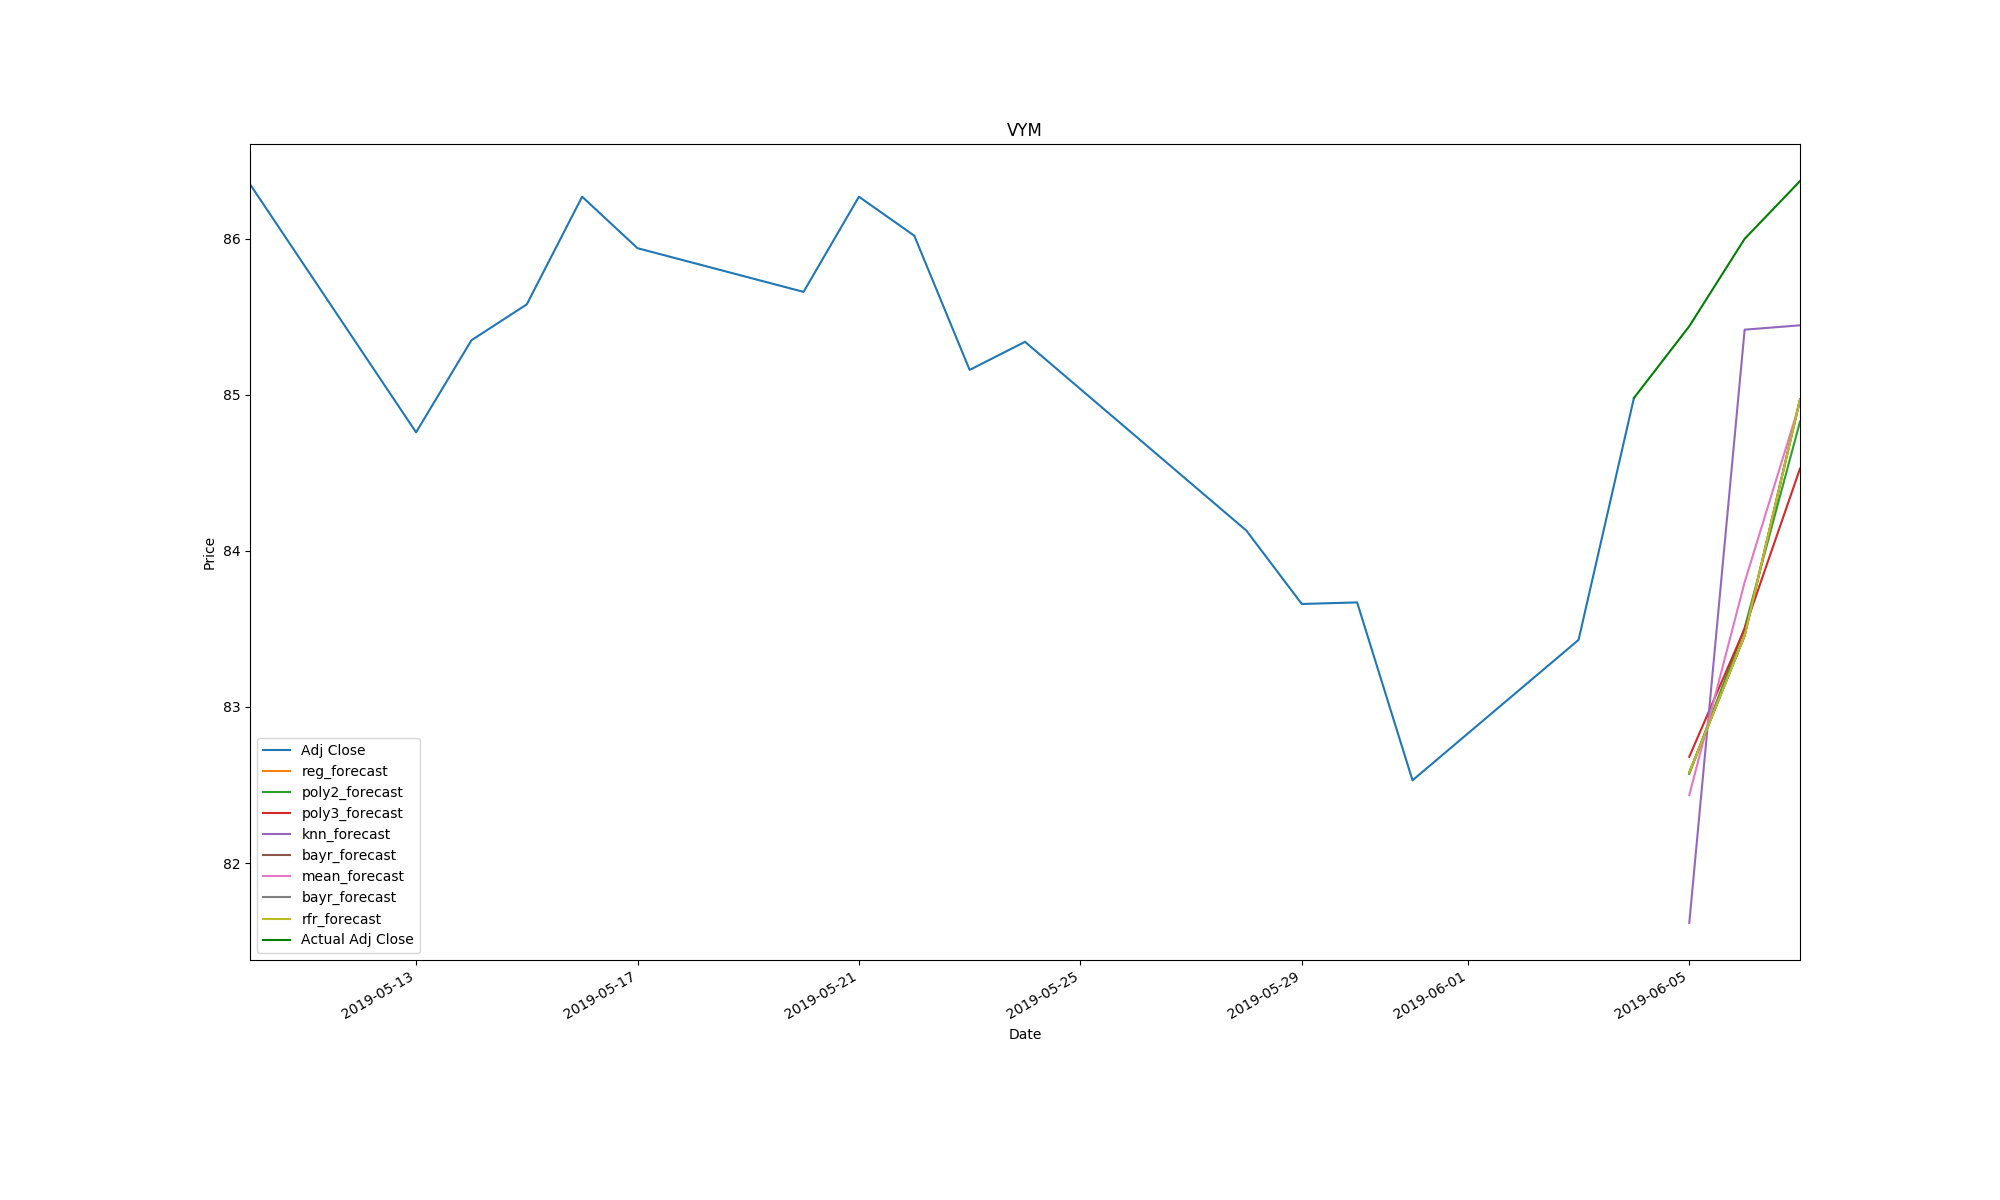 VYM
86
85
84
83
82
Price
Adj Close
reg_forecast
poly2_forecast
poly3_forecast
knn_forecast
bayr_forecast
mean_forecast
bayr_forecast
rfr_forecast
Actual Adj Close
2019-05-13
2019-05-17
2019-05-21
2019-05-25
2019-05-29
2019-06-01
2019-06-05
Date